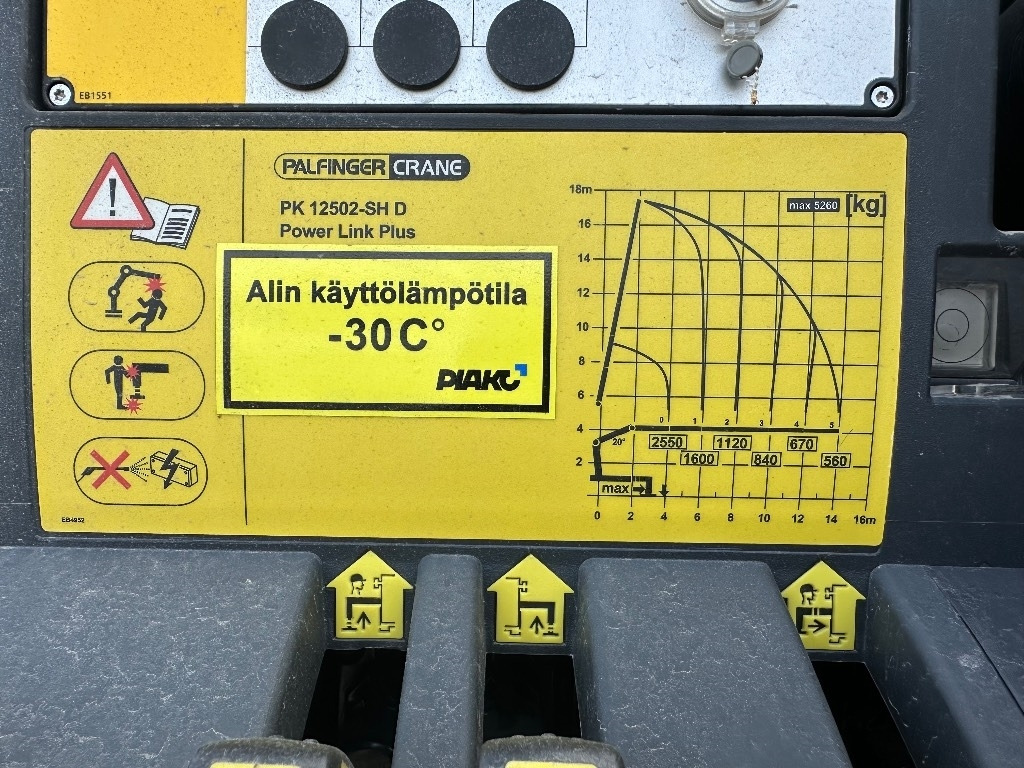 EB1551
PALFINGER CRANE
PK 12502-SH D
Power Link Plus
Alin käyttölämpötila
-30C°
PIAKO
EB4952
18m
max 5260 [kg]
16
14
12
10
8
6
4
2
0 1 2 3 4 5
20°
2550 1120 670
1600 840 560
max
0 2 4 6 8 10 12 14 16m